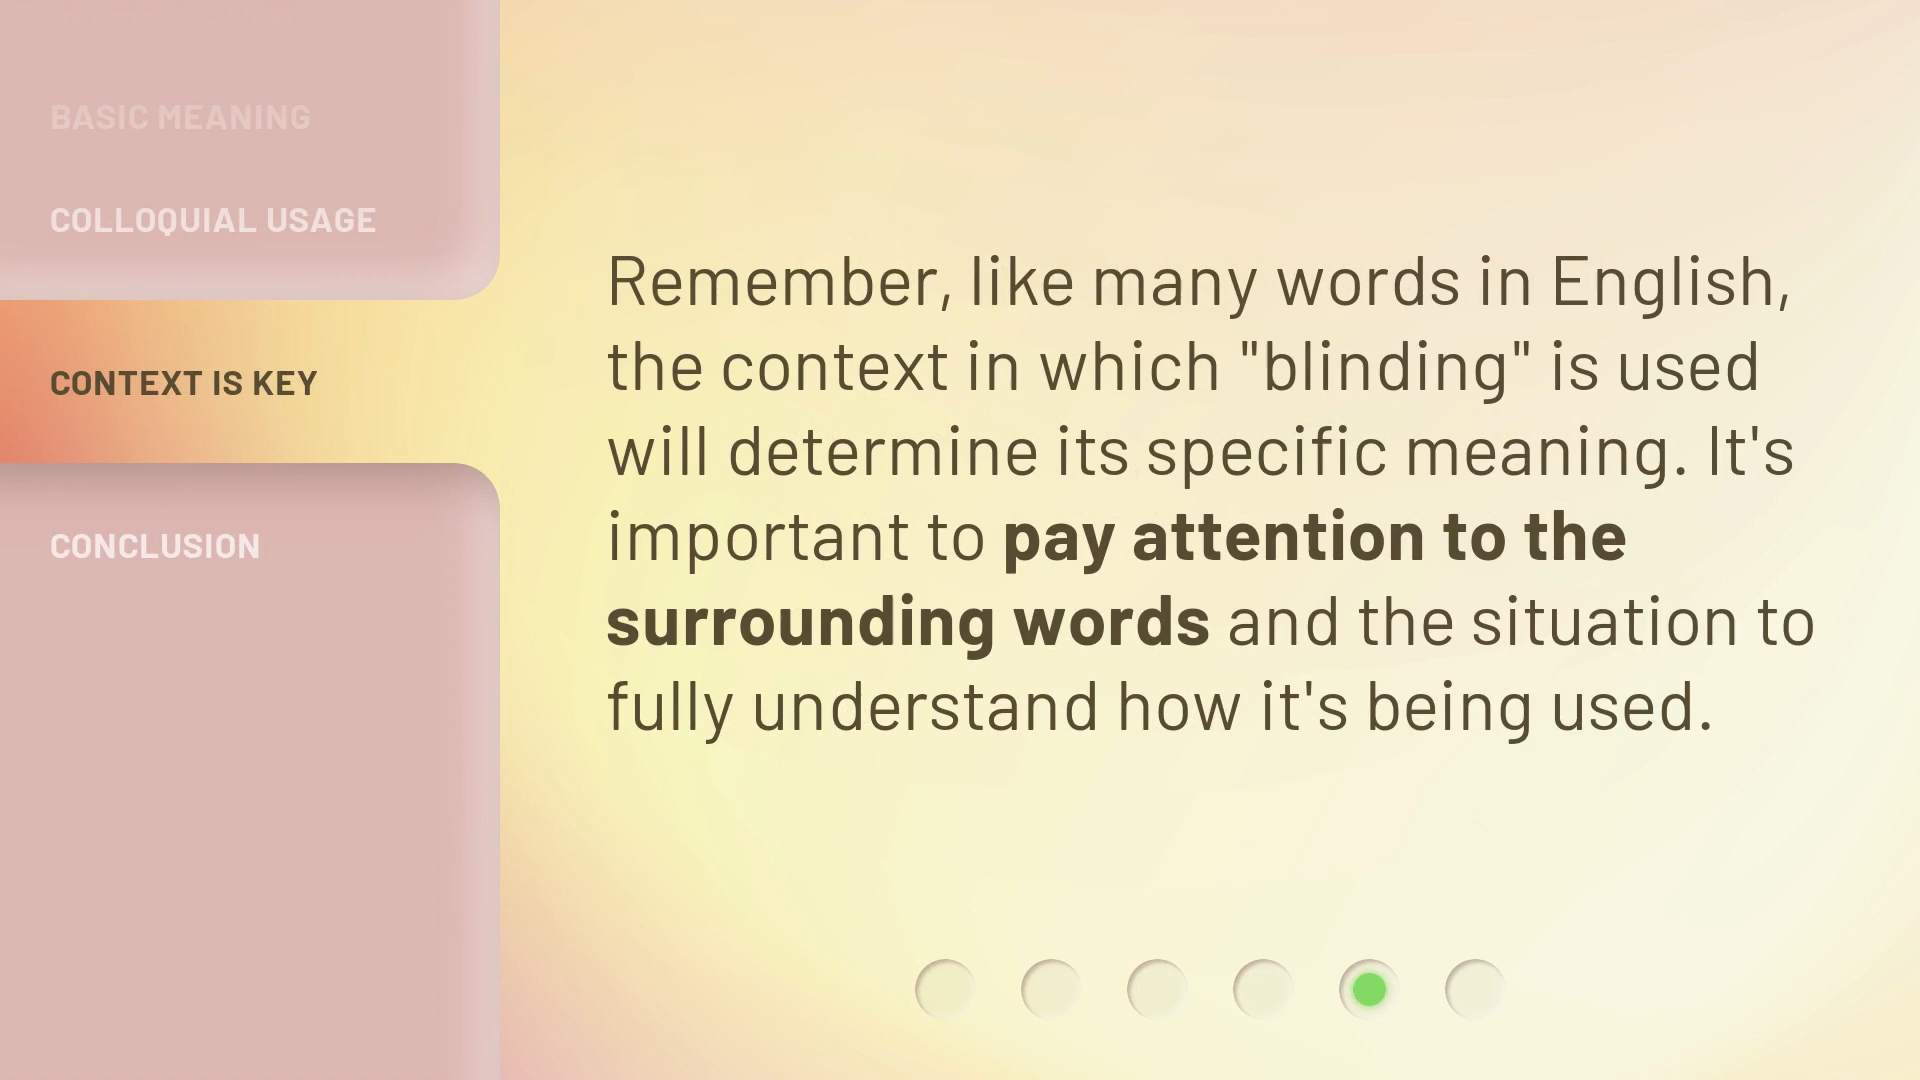 BASIC MEANING
COLLOQUIAL USAGE
CONTEXT IS KEY
CONCLUSION
Remember, like many words in English,
the context in which "blinding" is used
will determine its specific meaning. It's
important to pay attention to the
surrounding words and the situation to
fully understand how it's being used.